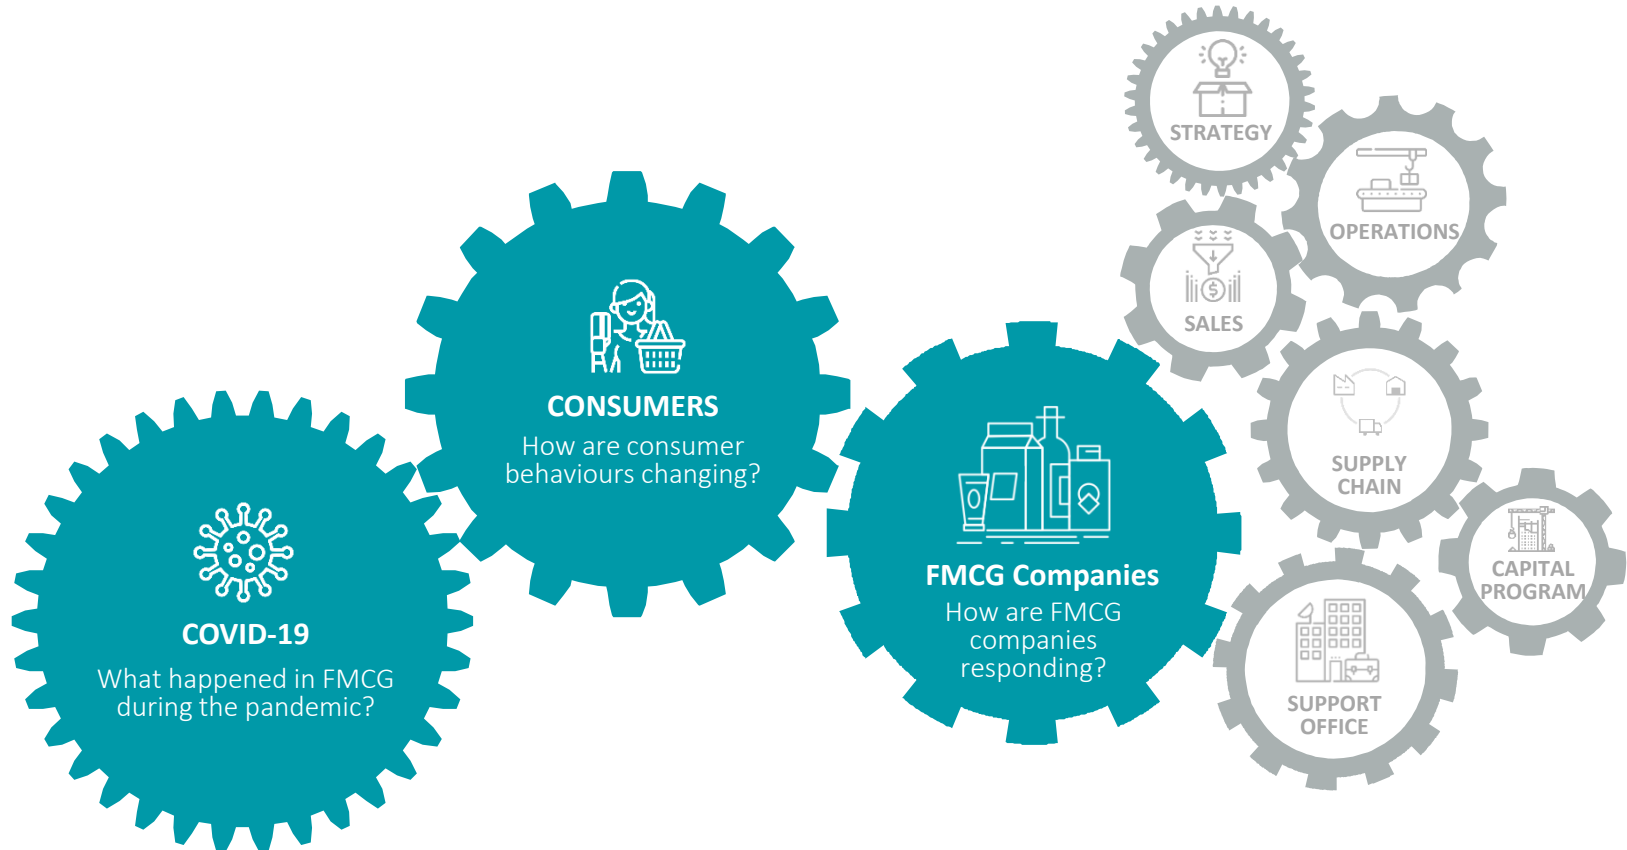 COVID-19
What happened in FMCG
during the pandemic?
CONSUMERS
How are consumer
behaviours changing?
FMCG Companies
How are FMCG
companies
responding?
STRATEGY
OPERATIONS
SALES
$
SUPPLY
CHAIN
CAPITAL
PROGRAM
SUPPORT
OFFICE